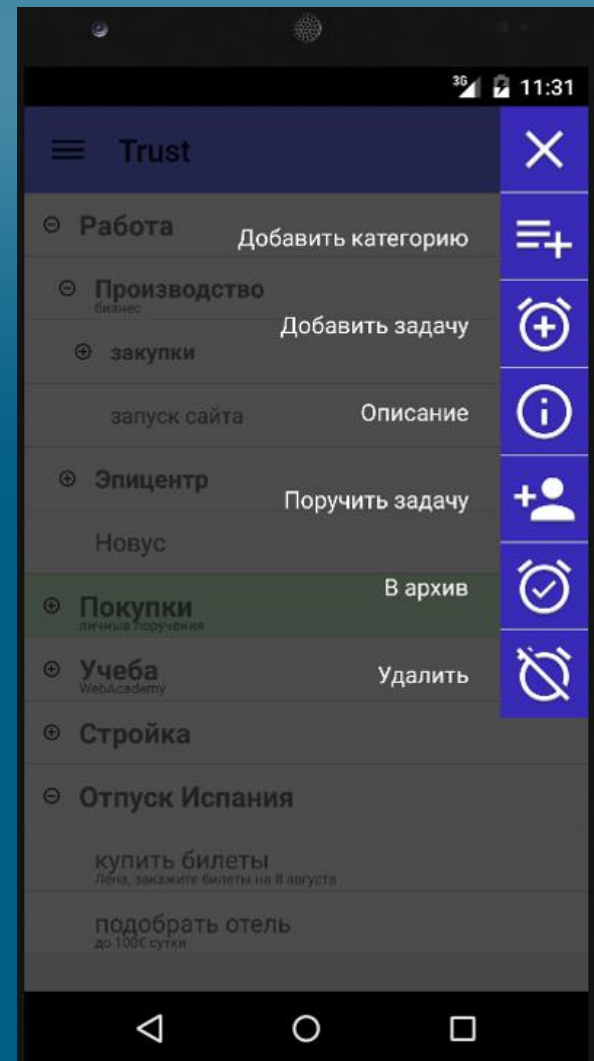 3G 11:31
Trust
Работа
Добавить категорию
Производство
бизнес
Добавить задачу
закупки
запуск сайта
Описание
Эпицентр
Поручить задачу
Новус
В архив
Покупки
личные поручения
Учеба
WebAcademy
Удалить
Стройка
Отпуск Испания
купить билеты
Лена, закажите билеты на 8 августа
подобрать отель
до 100€ сутки